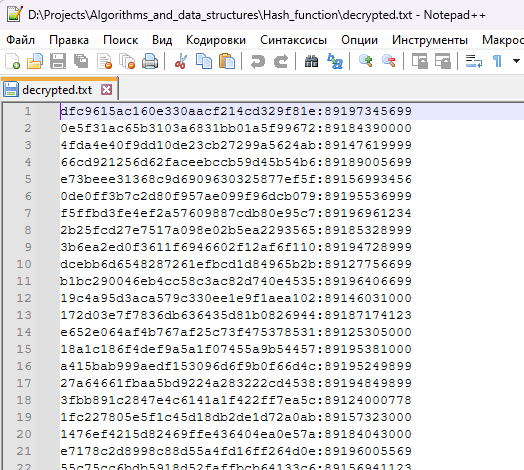 D:\Projects\Algorithms_and_data_structures\Hash_function\decrypted.txt - Notepad++
Файл Правка Поиск Вид Кодировки Синтаксисы Опции Инструменты Макрос
decrypted.txt
1 dfc9615ac160e330aacf214cd329f81e:89197345699
2 0e5f31ac65b3103a6831bb01a5f99672:89184390000
3 4fda4e40f9dd10de23cb27299a5624ab:89147619999
4 66cd921256d62faceebccb59d45b54b6:89189005699
5 e73beee31368c9d6909630325877ef5f:89156993456
6 0de0ff3b7c2d80f957ae099f96dcb079:89195536999
7 f5ffbd3fe4ef2a57609887cdb80e95c7:89196961234
8 2b25fcd27e7517a098e02b5ea2293565:89185328999
9 3b6ea2ed0f3611f6946602f12af6f110:89194728999
10 dcebb6d6548287261efbcd1d84965b2b:89127756699
11 b1bc290046eb4cc58c3ac82d740e4535:89196406699
12 19c4a95d3aca579c330ee1e9f1aea102:89146031000
13 172d03e7f7836db636435d81b0826944:89187174123
14 e652e064af4b767af25c73f475378531:89125305000
15 18a1c186f4def9a5a1f07455a9b54457:89195381000
16 a415bab999aedf153096d6f9b0f66d4c:89195249899
17 27a64661fbaa5bd9224a283222cd4538:89194849899
18 3fbb891c2847e4c6141a1f422ff7ea5c:89124000778
19 1fc227805e5f1c45d18db2de1d72a0ab:89157323000
20 1476ef4215d82469ffe436404ea0e57a:89184043000
21 e7178c2d8998c88d55a4fd16ff264d0e:89196005569
22 55c75cc6bdb5918d52faffbcb64133c6:89156941123